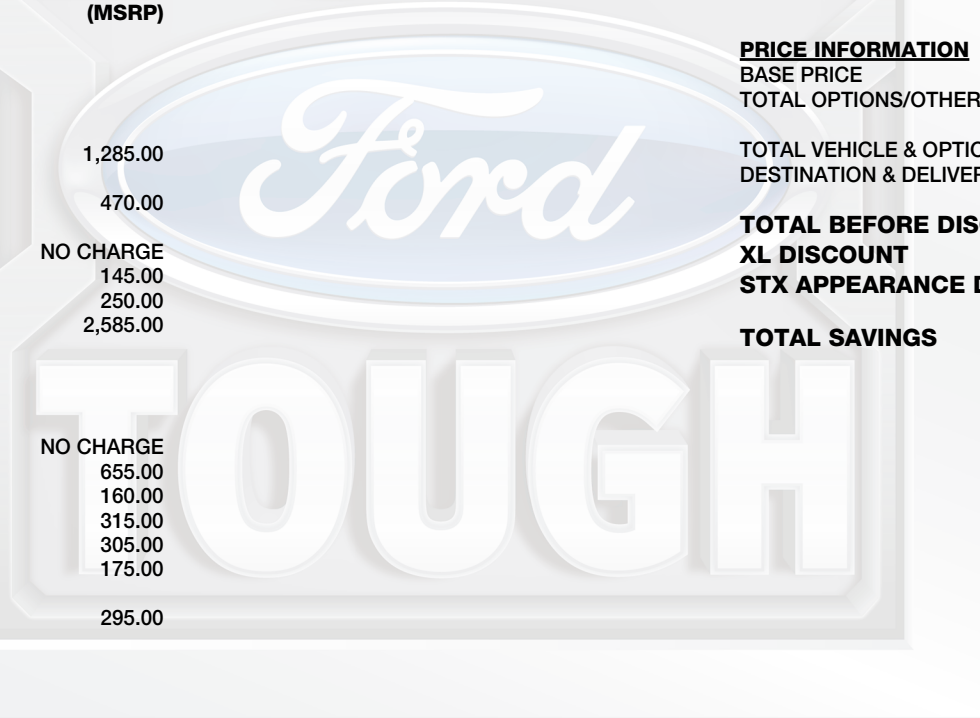 (MSRP)
1,285.00
470.00
NO CHARGE
145.00
250.00
2,585.00
NO CHARGE
655.00
160.00
315.00
305.00
175.00
295.00
PRICE INFORMATION
BASE PRICE
TOTAL OPTIONS/OTHER
TOTAL VEHICLE & OPTIO
DESTINATION & DELIVER
TOTAL BEFORE DIS
XL DISCOUNT
STX APPEARANCE D
TOTAL SAVINGS
Ford
TOUGH